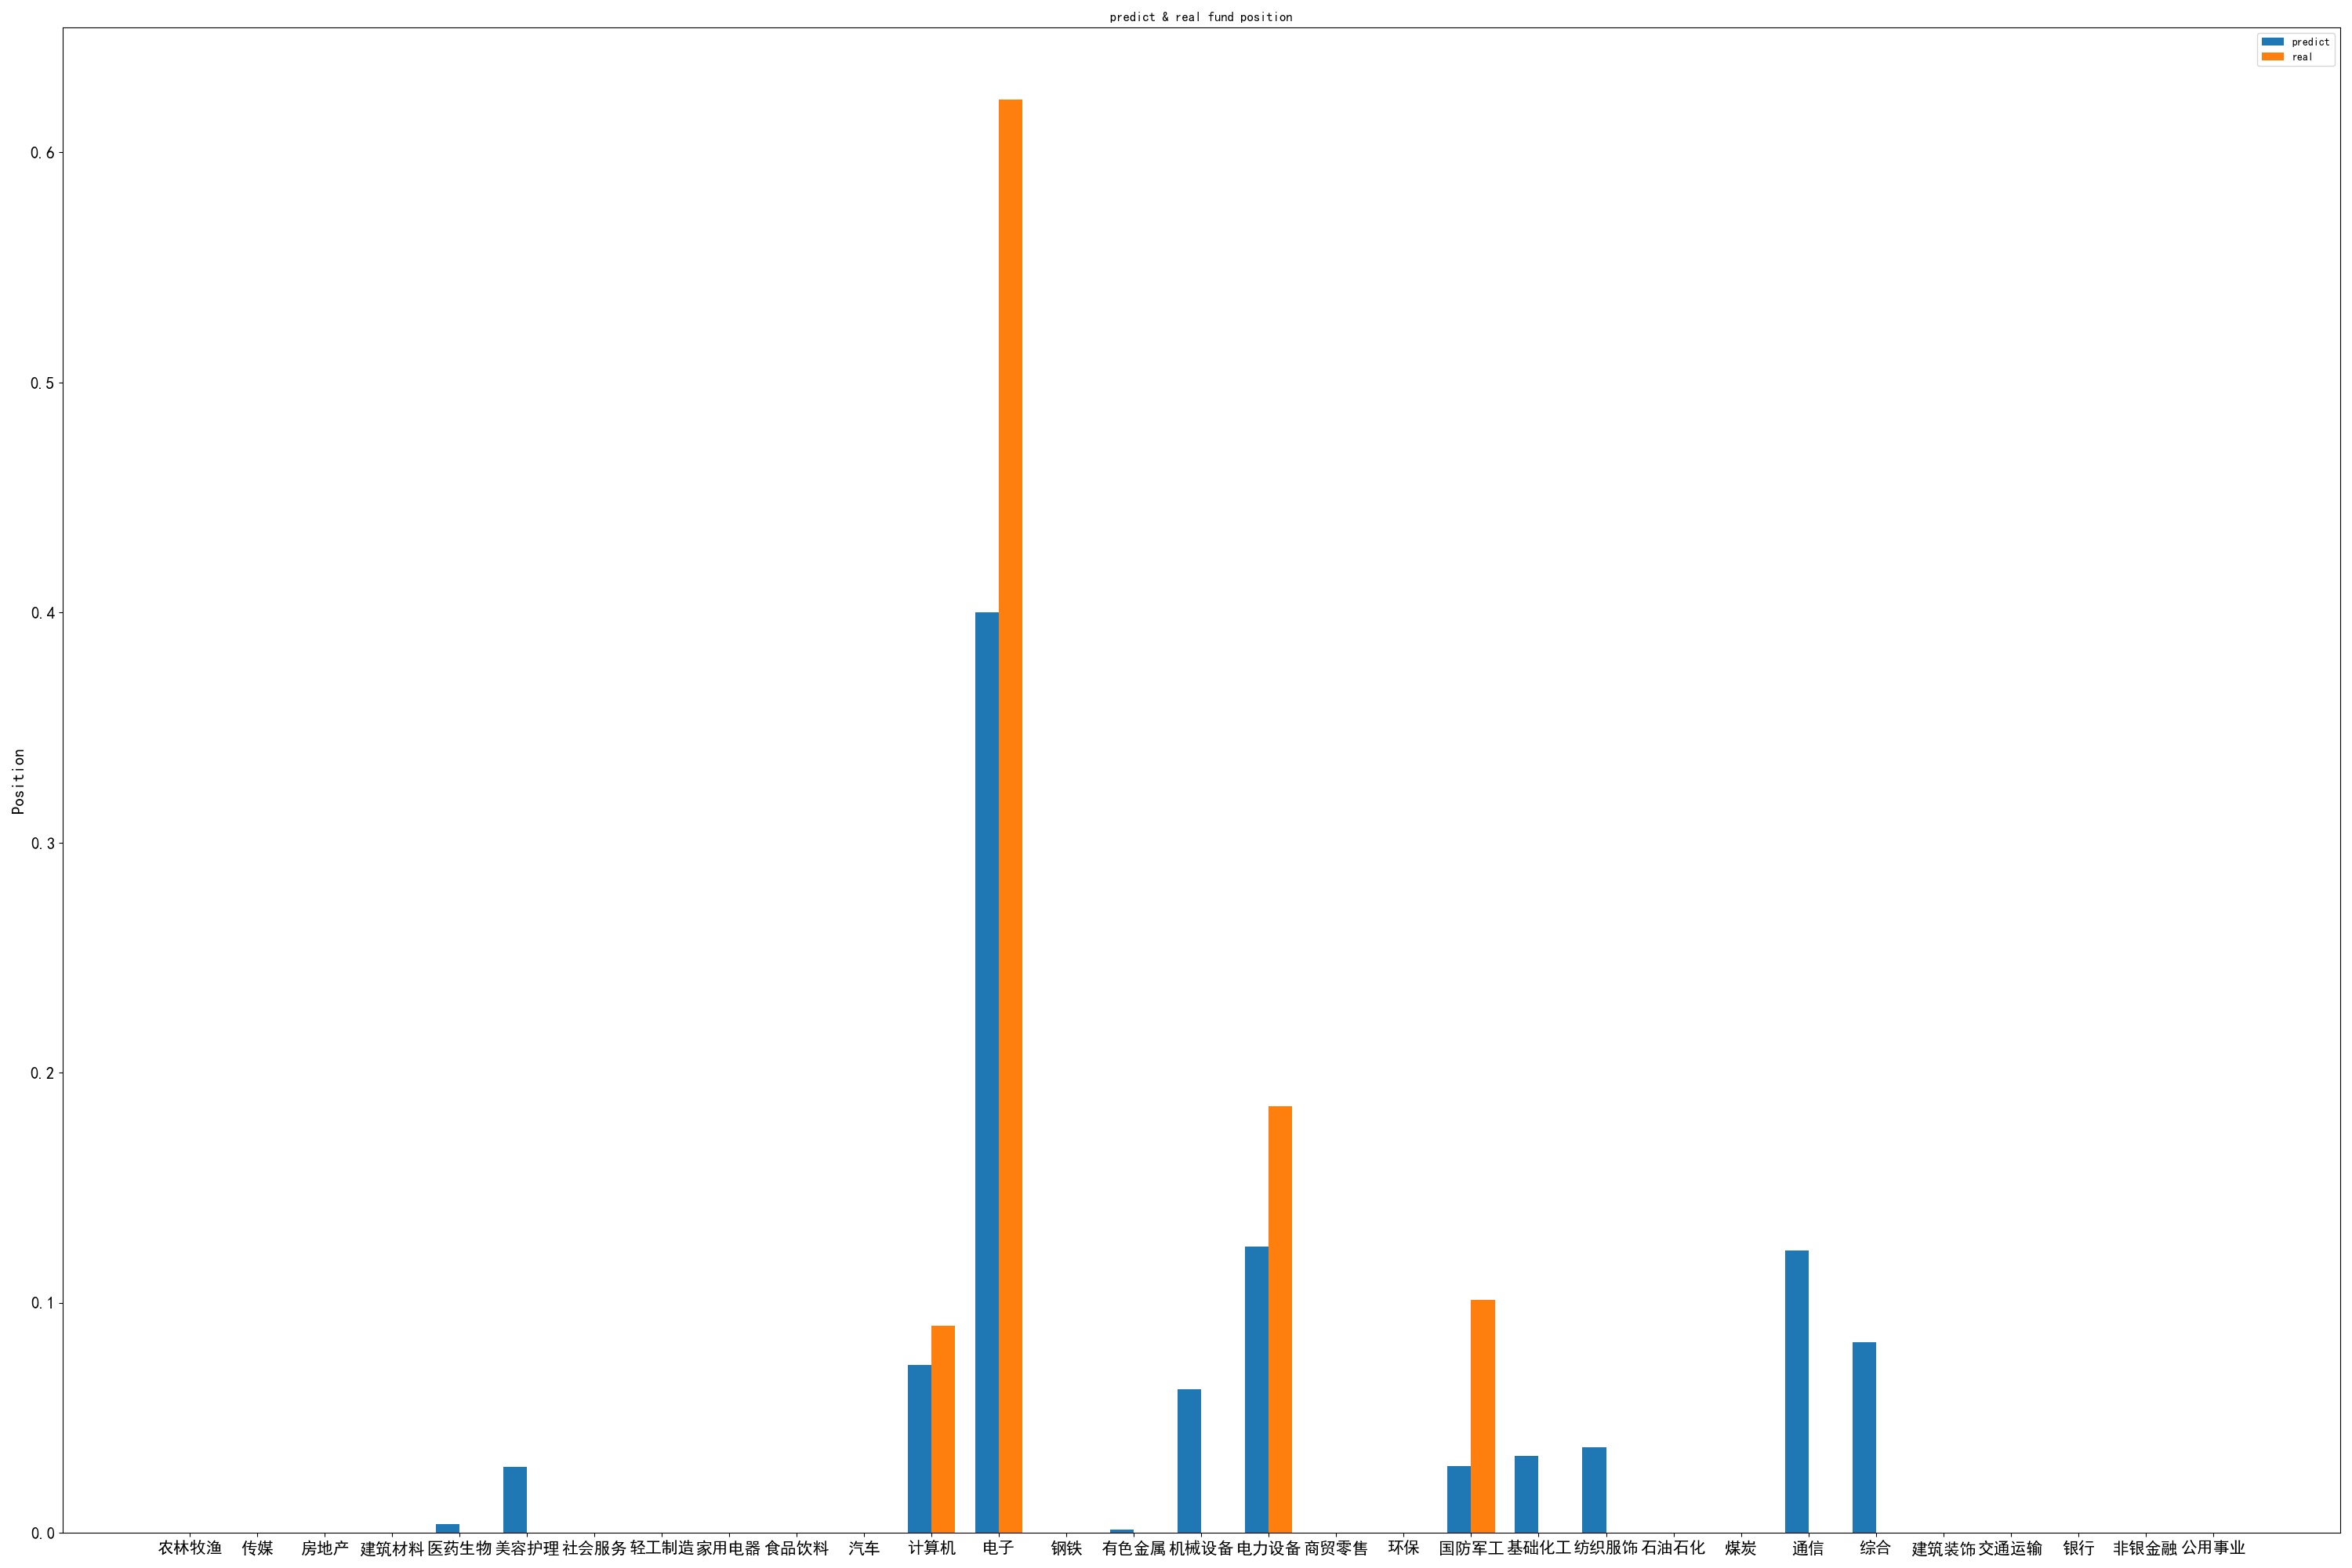 predict & real fund position
predict
real
0.6
0.5
0.4
0.3
0.2
0.1
0.0
Position
农林牧渔 传媒 房地产 建筑材料 医药生物 美容护理 社会服务 轻工制造 家用电器 食品饮料 汽车 计算机 电子 钢铁 有色金属 机械设备 电力设备 商贸零售 环保 国防军工 基础化工 纺织服饰 石油石化 煤炭 通信 综合 建筑装饰 交通运输 银行 非银金融 公用事业